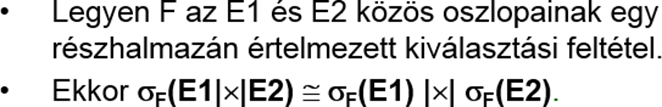 • Legyen F az E1 és E2 közös oszlopainak egy
részhalmazán értelmezett kiválasztási feltétel.
• Ekkor σF(E1|×|E2) ≅ σF(E1) |×| σF(E2).